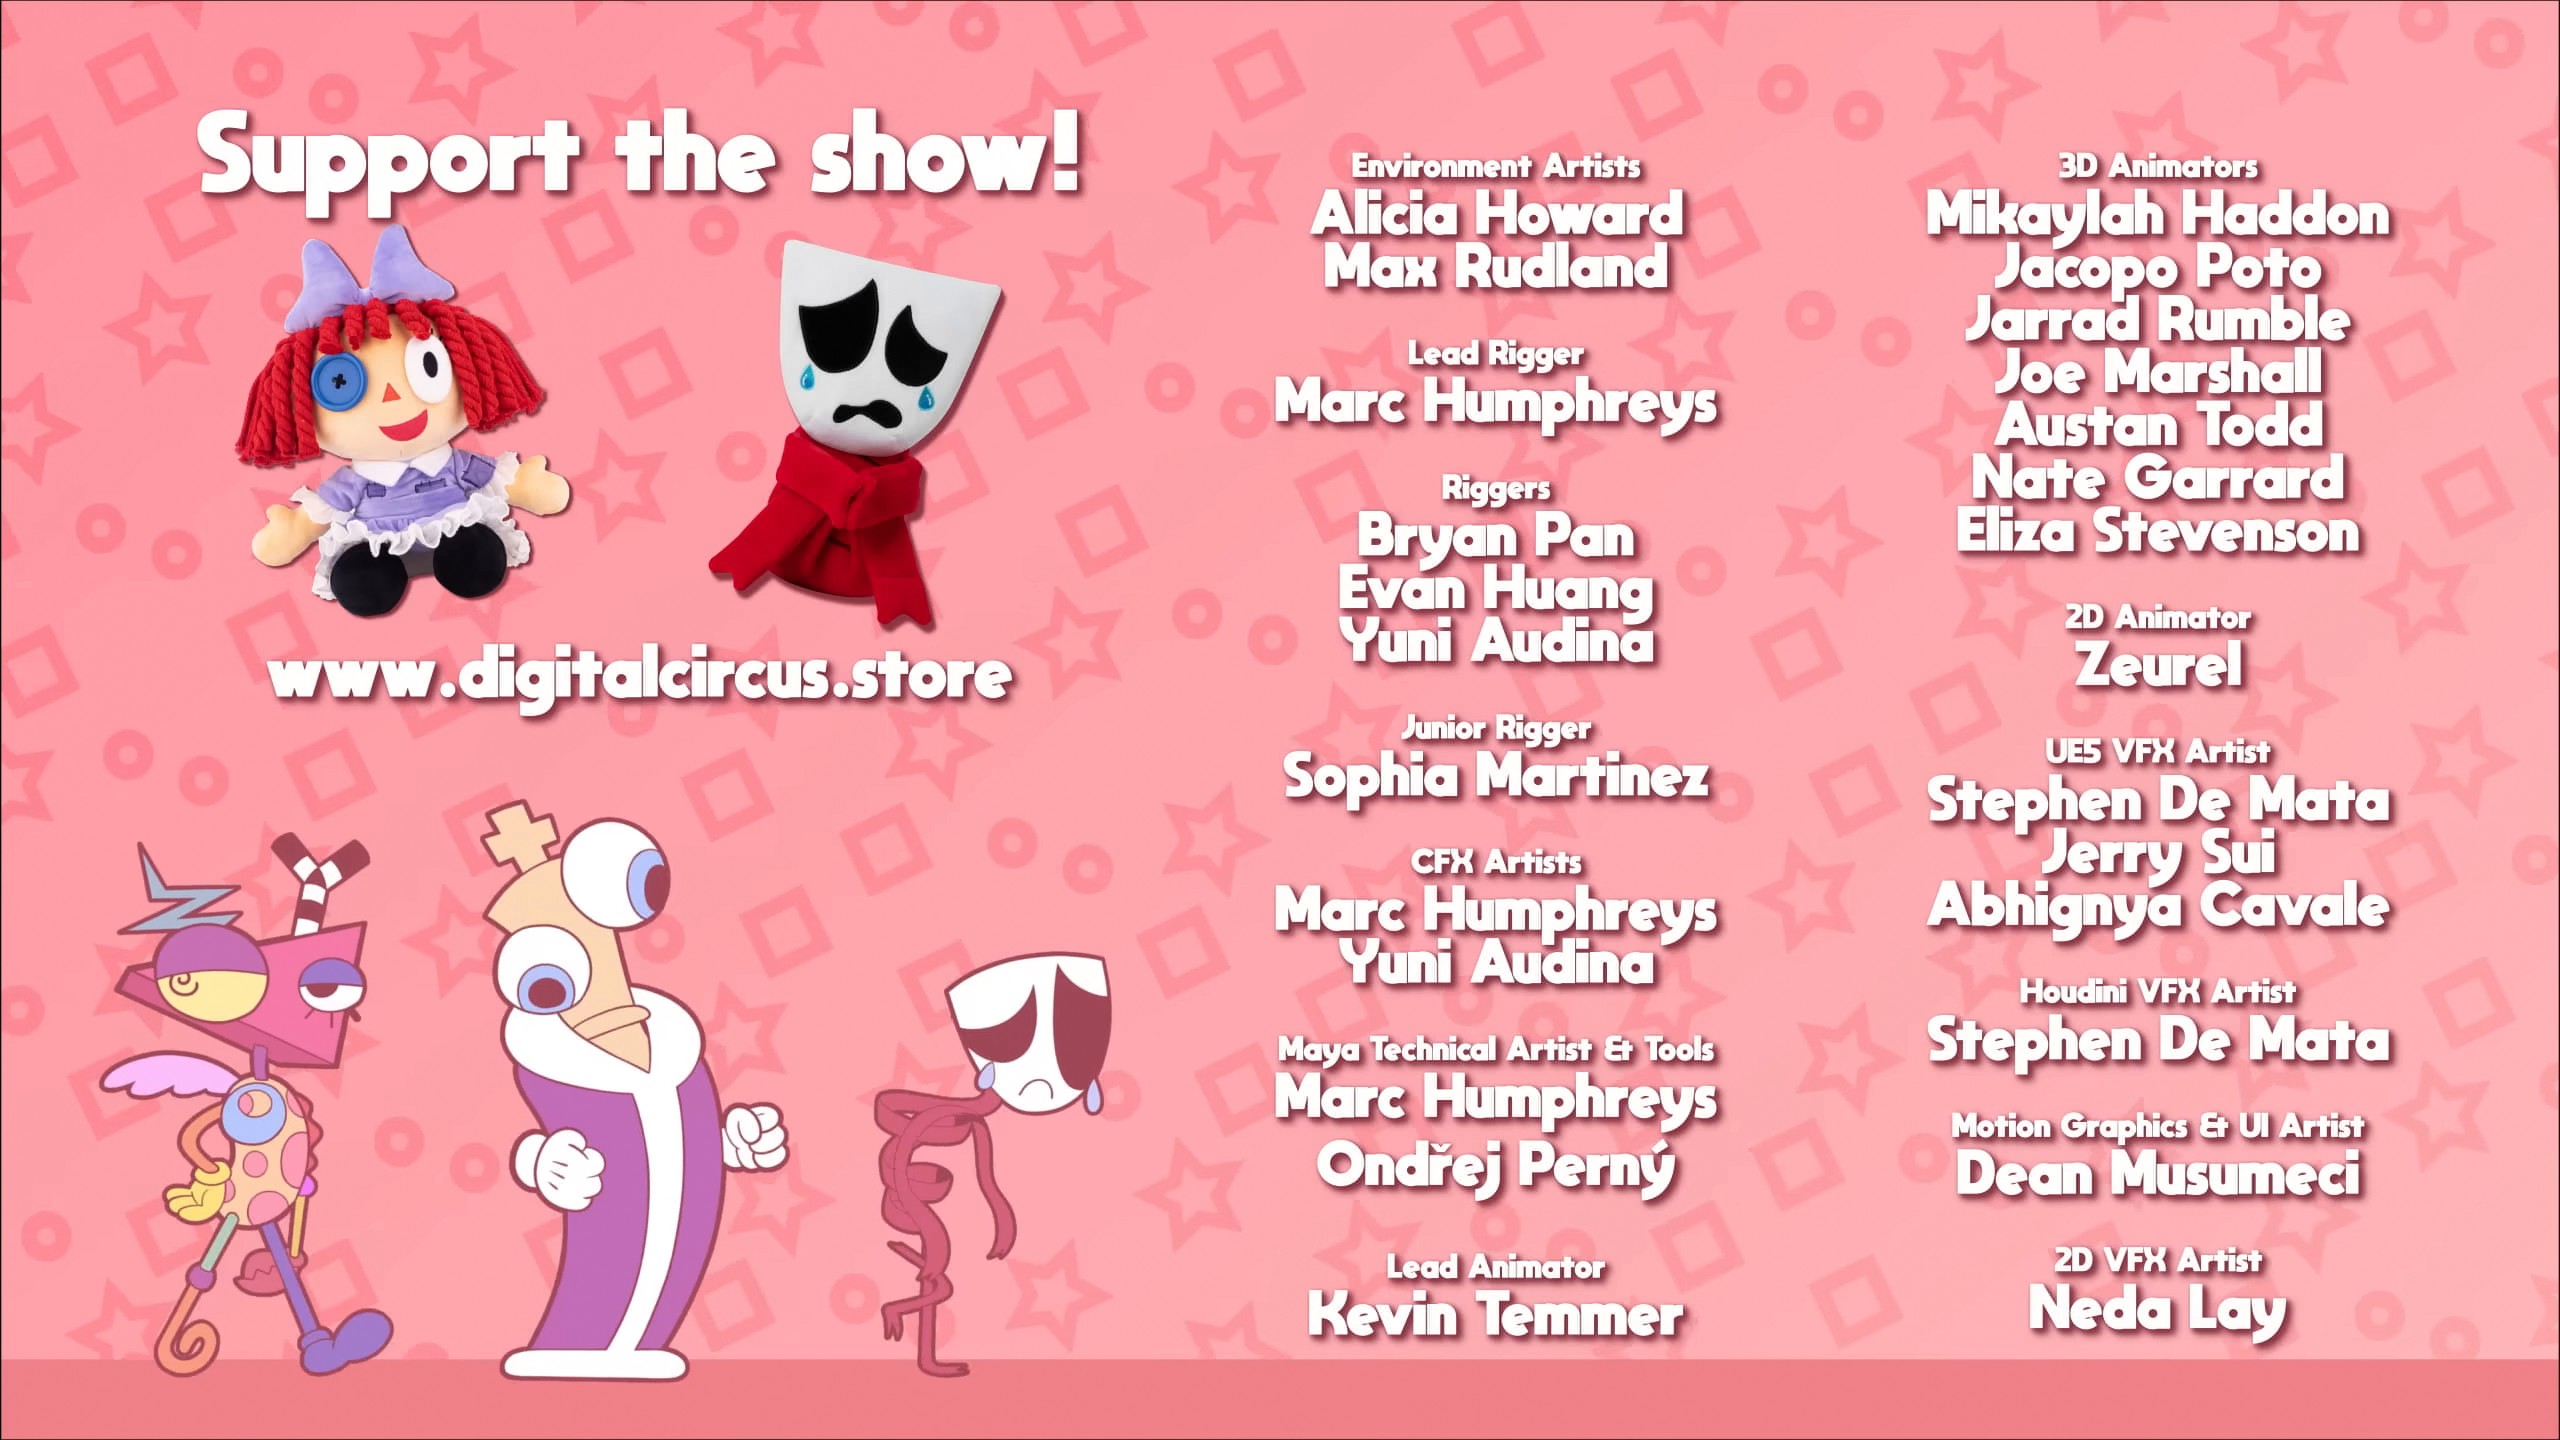 Support the show!
www.digitalcircus.store
Environment Artists
Alicia Howard
Max Rudland
Lead Rigger
Marc Humphreys
Riggers
Bryan Pan
Evan Huang
Yuni Audina
Junior Rigger
Sophia Martinez
CFX Artists
Marc Humphreys
Yuni Audina
Maya Technical Artist & Tools
Marc Humphreys
Ondřej Perný
Lead Animator
Kevin Temmer
3D Animators
Mikaylah Haddon
Jacopo Poto
Jarrad Rumble
Joe Marshall
Austan Todd
Nate Garrard
Eliza Stevenson
2D Animator
Zeurel
UE5 VFX Artist
Stephen De Mata
Jerry Sui
Abhignya Cavale
Houdini VFX Artist
Stephen De Mata
Motion Graphics & UI Artist
Dean Musumeci
2D VFX Artist
Neda Lay